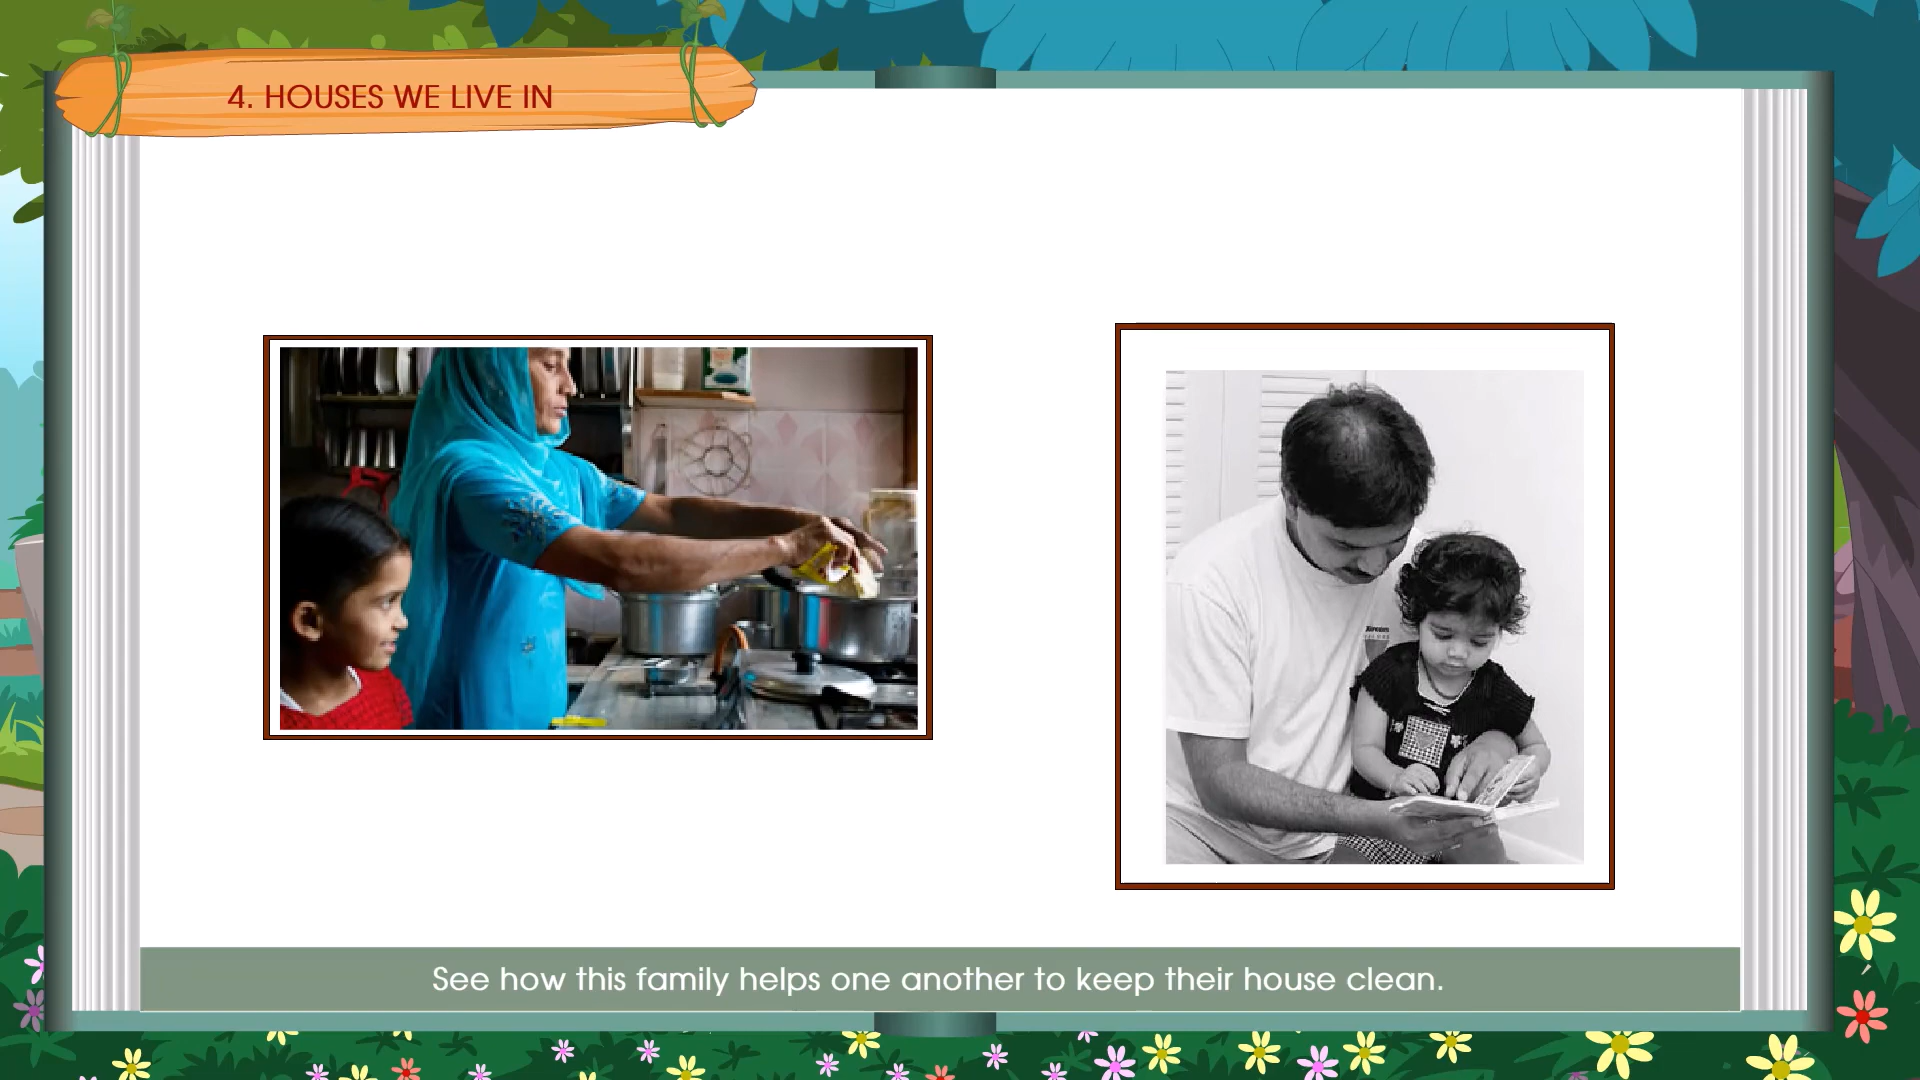 4. HOUSES WE LIVE IN
See how this family helps one another to keep their house clean.